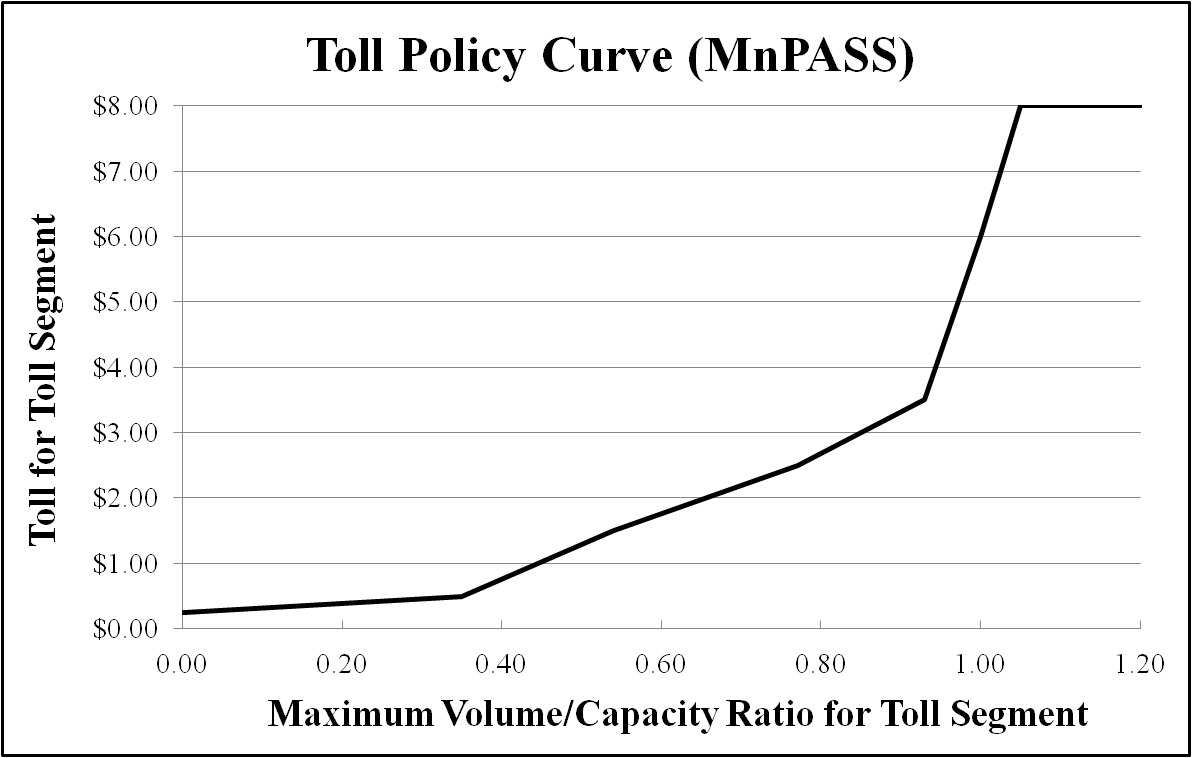 Toll Policy Curve (MnPASS)
$8.00
$7.00
$6.00
$5.00
$4.00
$3.00
$2.00
$1.00
$0.00
Toll for Toll Segment
0.00 0.20 0.40 0.60 0.80 1.00 1.20
Maximum Volume/Capacity Ratio for Toll Segment